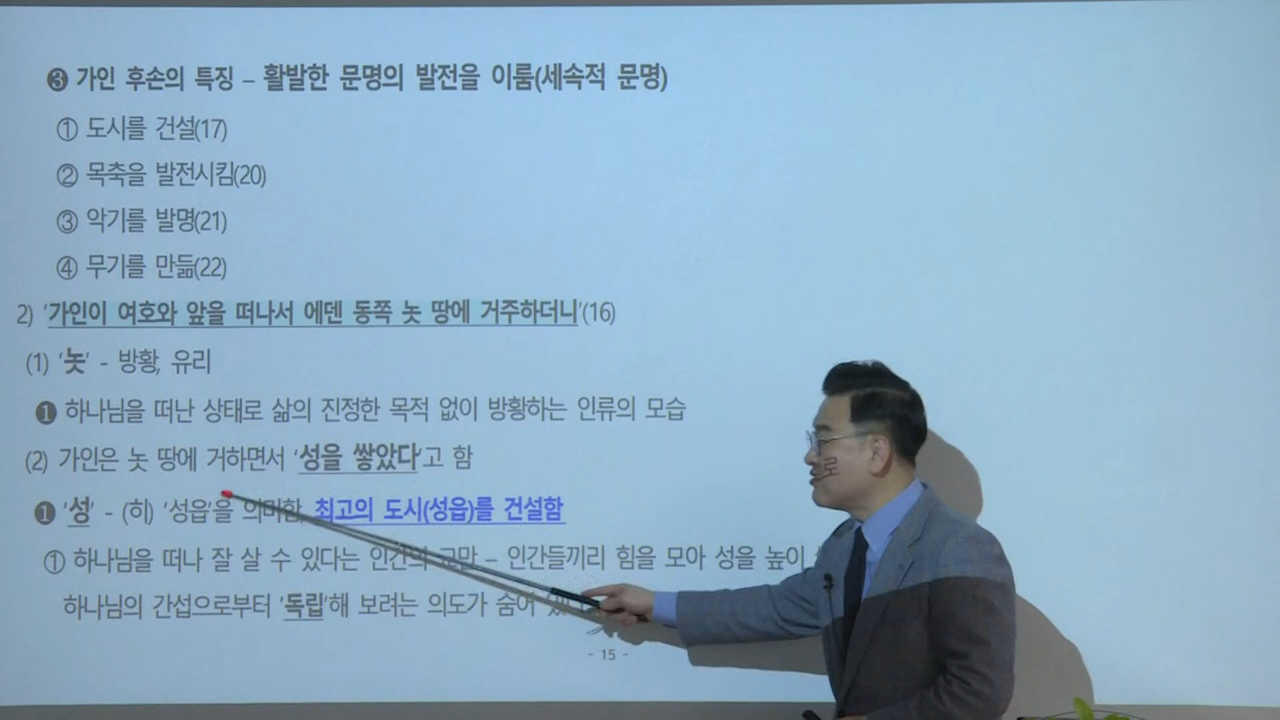 ❸ 가인 후손의 특징 – 활발한 문명의 발전을 이룸(세속적 문명)
① 도시를 건설(17)
② 목축을 발전시킴(20)
③ 악기를 발명(21)
④ 무기를 만듦(22)
2) ‘가인이 여호와 앞을 떠나서 에덴 동쪽 놋 땅에 거주하더니’(16)
(1) ‘놋’ - 방황, 유리
❶ 하나님을 떠난 상태로 삶의 진정한 목적 없이 방황하는 인류의 모습
(2) 가인은 놋 땅에 거하면서 ‘성을 쌓았다’고 함
❶ ‘성’ - (히) ‘성읍’을 의미함, 최고의 도시(성읍)를 건설함
① 하나님을 떠나 잘 살 수 있다는 인간의 교만 – 인간들끼리 힘을 모아 성을 높이
하나님의 간섭으로부터 ‘독립’해 보려는 의도가 숨어
- 15 -